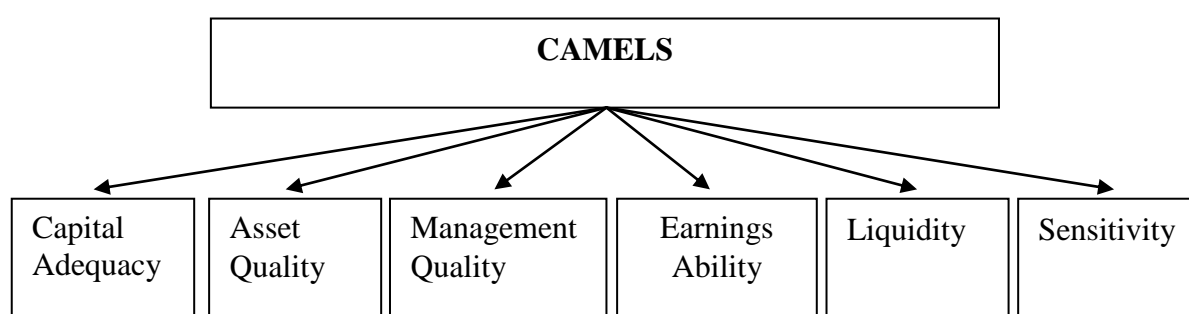 CAMELS
Capital
Adequacy
Asset
Quality
Management
Quality
Earnings
Ability
Liquidity
Sensitivity